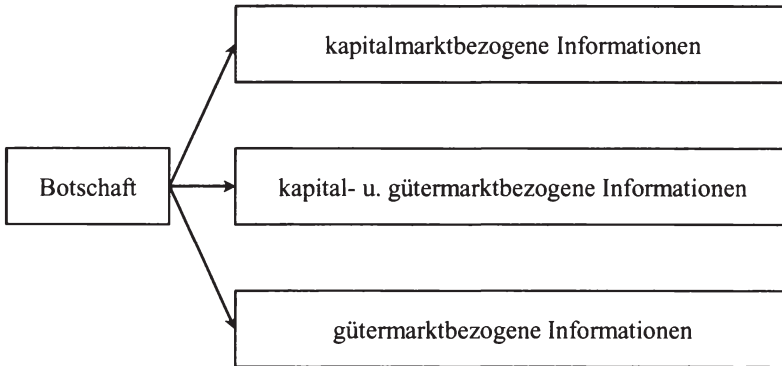 kapitalmarktbezogene Informationen
Botschaft
kapital- u. gütermarktbezogene Informationen
gütermarktbezogene Informationen